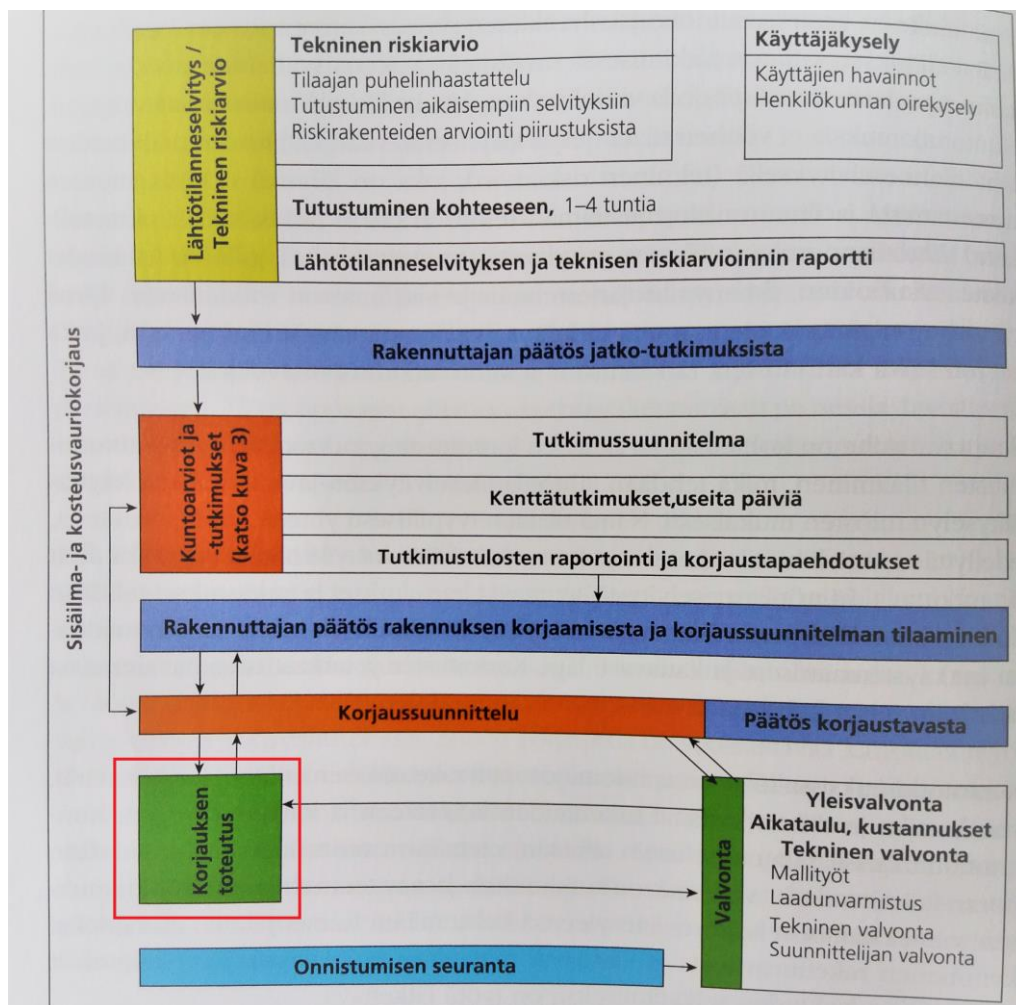 Lähtötilanneselvitys /
Tekninen riskiarvio
Tekninen riskiarvio
Tilaajan puhelinhaastattelu
Tutustuminen aikaisempiin selvityksiin
Riskirakenteiden arviointi piirustuksista
Käyttäjäkysely
Käyttäjien havainnot
Henkilökunnan oirekysely
Tutustuminen kohteeseen, 1–4 tuntia
Lähtötilanneselvityksen ja teknisen riskiarvioinnin raportti
Rakennuttajan päätös jatko-tutkimuksista
Sisäilma- ja kosteusvauriokorjaus
Kuntoarviot ja
-tutkimukset
(katso kuva 3)
Tutkimussuunnitelma
Kenttätutkimukset,useita päiviä
Tutkimustulosten raportointi ja korjaustapaehdotukset
Rakennuttajan päätös rakennuksen korjaamisesta ja korjaussuunnitelman tilaaminen
Korjaussuunnittelu
Päätös korjaustavasta
Korjauksen
toteutus
Valvonta
Yleisvalvonta
Aikataulu, kustannukset
Tekninen valvonta
Mallityöt
Laadunvarmistus
Tekninen valvonta
Suunnittelijan valvonta
Onnistumisen seuranta